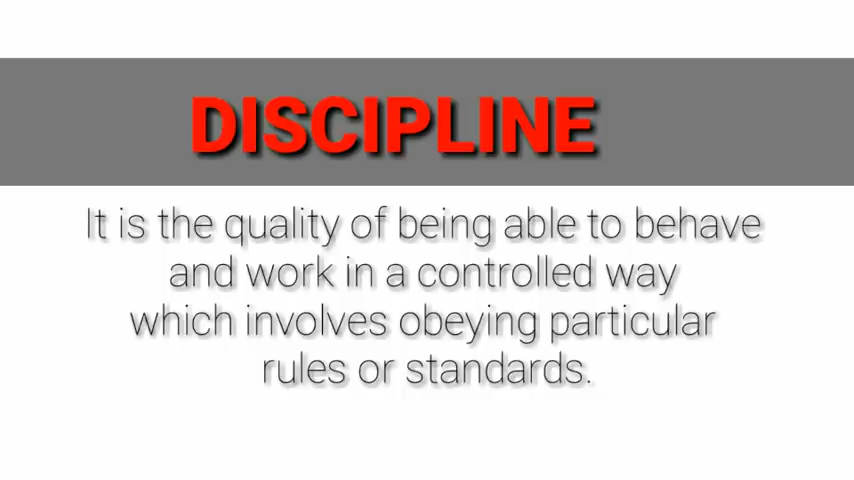 DISCIPLINE
It is the quality of being able to behave
and work in a controlled way
which involves obeying particular
rules or standards.